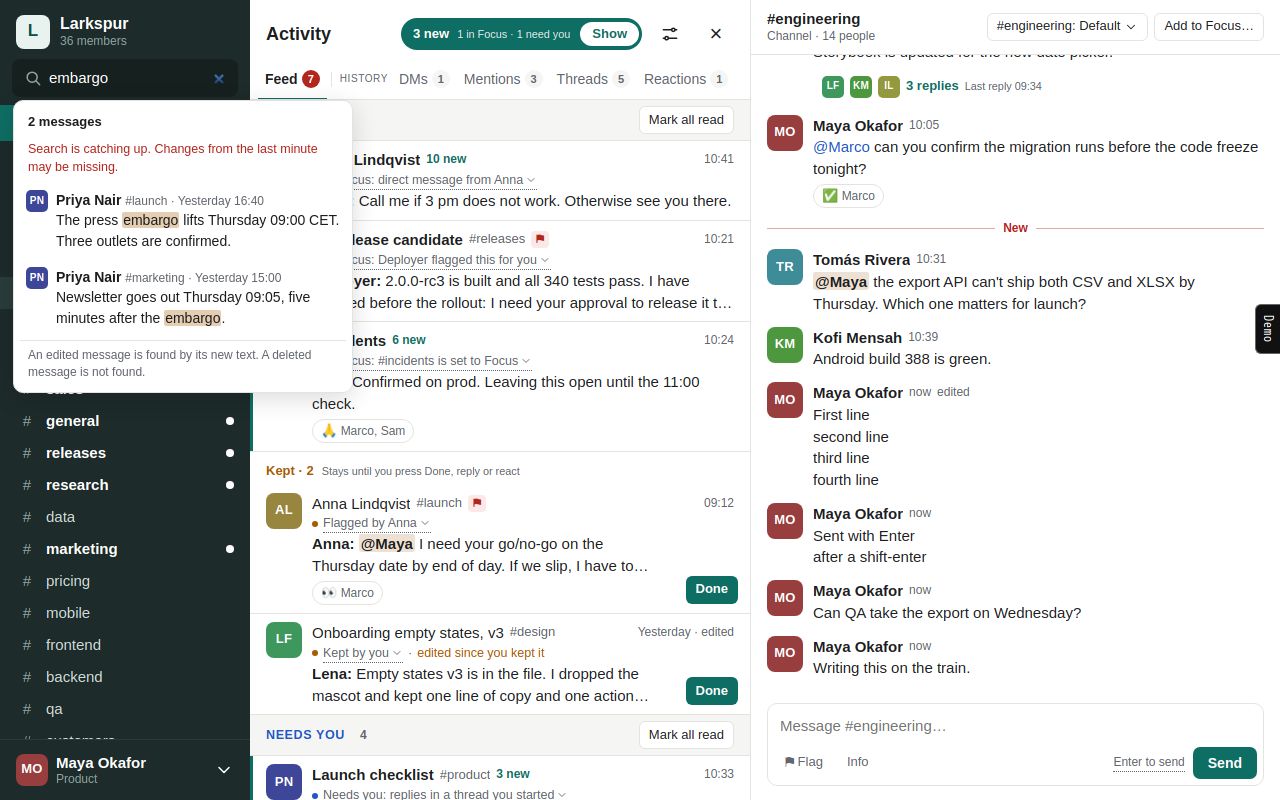 L
Larkspur
36 members
embargo
2 messages
Search is catching up. Changes from the last minute
may be missing.
PN
Priya Nair #launch · Yesterday 16:40
The press embargo lifts Thursday 09:00 CET.
Three outlets are confirmed.
PN
Priya Nair #marketing · Yesterday 15:00
Newsletter goes out Thursday 09:05, five
minutes after the embargo.
An edited message is found by its new text. A deleted
message is not found.
# general
# releases
# research
# data
# marketing
# pricing
# mobile
# frontend
# backend
# qa
MO
Maya Okafor
Product
Activity
3 new 1 in Focus · 1 need you Show
Feed 7 HISTORY DMs 1 Mentions 3 Threads 5 Reactions 1
Mark all read
Lindqvist 10 new 10:41
cus: direct message from Anna
Call me if 3 pm does not work. Otherwise see you there.
lease candidate #releases 10:21
cus: Deployer flagged this for you
yer: 2.0.0-rc3 is built and all 340 tests pass. I have
ed before the rollout: I need your approval to release it t…
dents 6 new 10:24
cus: #incidents is set to Focus
Confirmed on prod. Leaving this open until the 11:00
check.
🙏 Marco, Sam
Kept · 2 Stays until you press Done, reply or react
AL
Anna Lindqvist #launch 09:12
Flagged by Anna
Anna: @Maya I need your go/no-go on the
Thursday date by end of day. If we slip, I have to…
👀 Marco
Done
LF
Onboarding empty states, v3 #design Yesterday · edited
Kept by you · edited since you kept it
Lena: Empty states v3 is in the file. I dropped the
mascot and kept one line of copy and one action…
Done
NEEDS YOU 4 Mark all read
PN
Launch checklist #product 3 new 10:33
Needs you: replies in a thread you started
#engineering
Channel · 14 people
#engineering: Default
Add to Focus…
Storybook is updated for the new date picker.
LF KM IL 3 replies Last reply 09:34
MO
Maya Okafor 10:05
@Marco can you confirm the migration runs before the code freeze
tonight?
✅ Marco
New
TR
Tomás Rivera 10:31
@Maya the export API can't ship both CSV and XLSX by
Thursday. Which one matters for launch?
KM
Kofi Mensah 10:39
Android build 388 is green.
MO
Maya Okafor now edited
First line
second line
third line
fourth line
MO
Maya Okafor now
Sent with Enter
after a shift-enter
MO
Maya Okafor now
Can QA take the export on Wednesday?
MO
Maya Okafor now
Writing this on the train.
Message #engineering…
Flag Info Enter to send Send
Demo